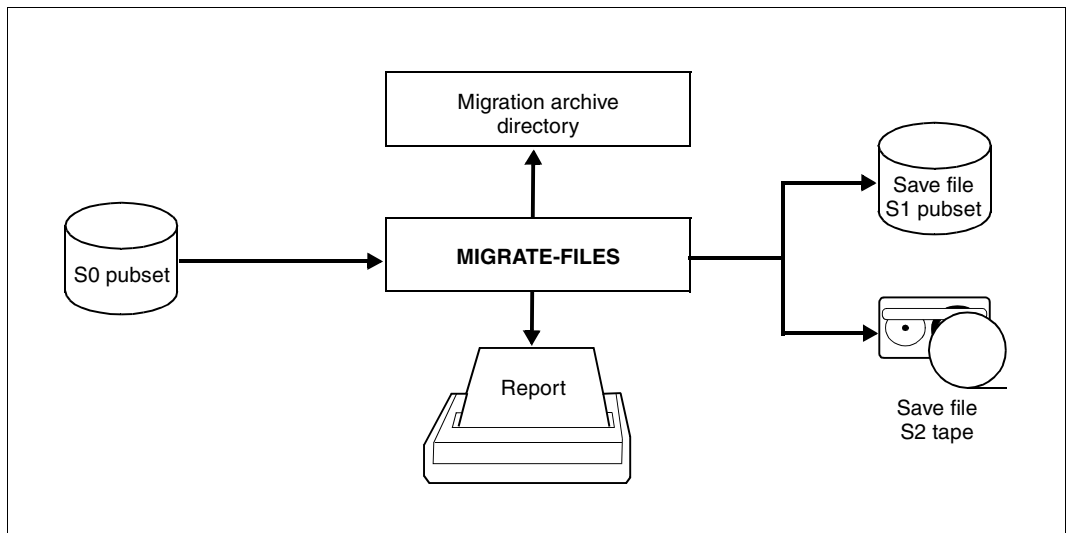 Migration archive
directory
Save file
S1 pubset
S0 pubset
MIGRATE-FILES
Report
Save file
S2 tape